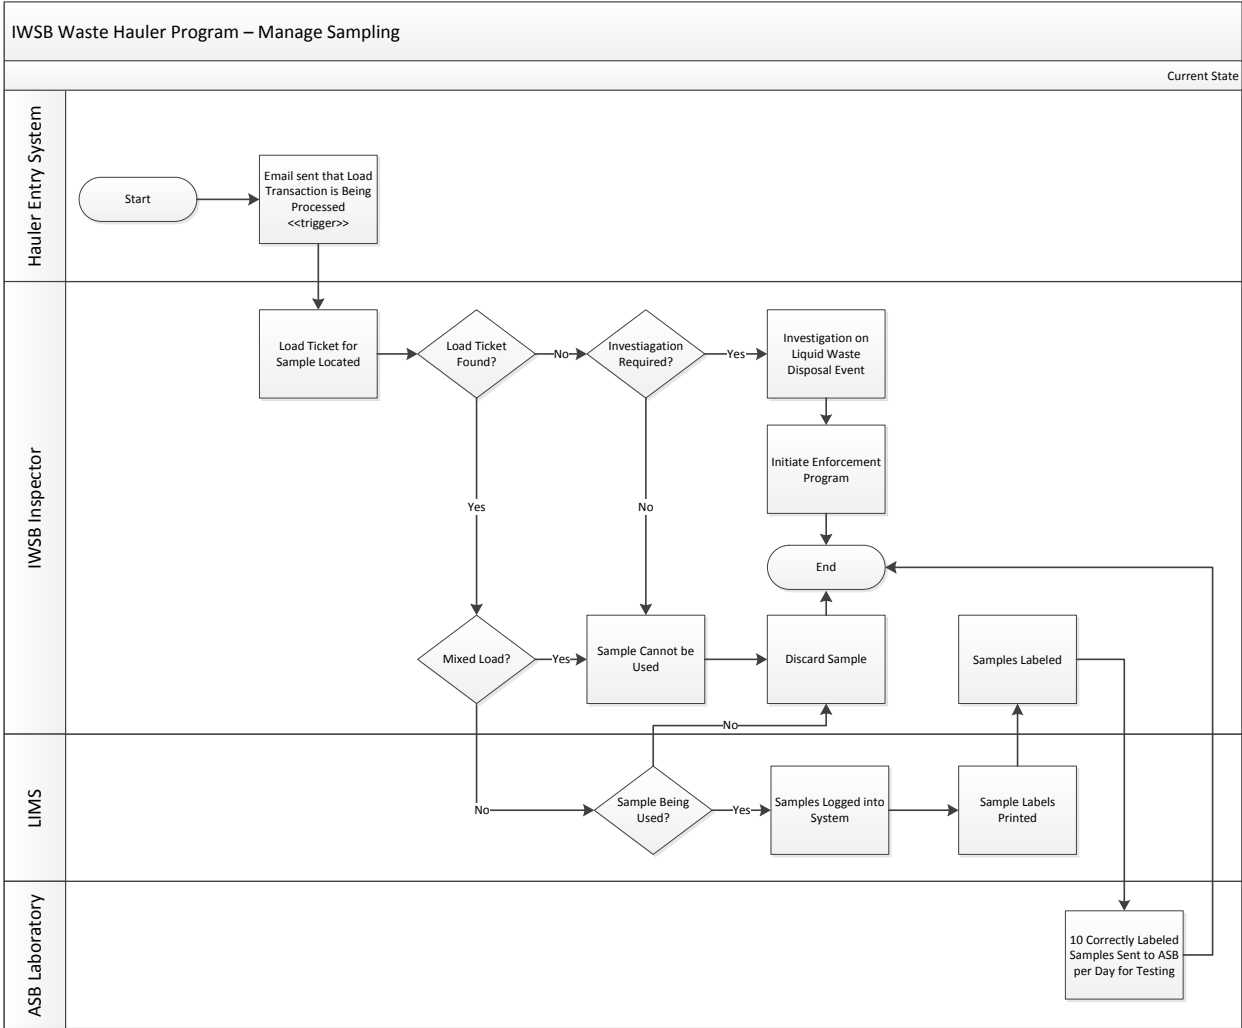 IWSB Waste Hauler Program – Manage Sampling
Current State
Hauler Entry System
Start
Email sent that Load
Transaction is Being
Processed
<<trigger>>
IWSB Inspector
Load Ticket for
Sample Located
Load Ticket
Found?
No
Investiagation
Required?
Yes
Investigation on
Liquid Waste
Disposal Event
Initiate Enforcement
Program
Yes
No
End
Mixed Load?
Yes
Sample Cannot be
Used
Discard Sample
Samples Labeled
No
LIMS
No
Sample Being
Used?
Yes
Samples Logged into
System
Sample Labels
Printed
ASB Laboratory
10 Correctly Labeled
Samples Sent to ASB
per Day for Testing